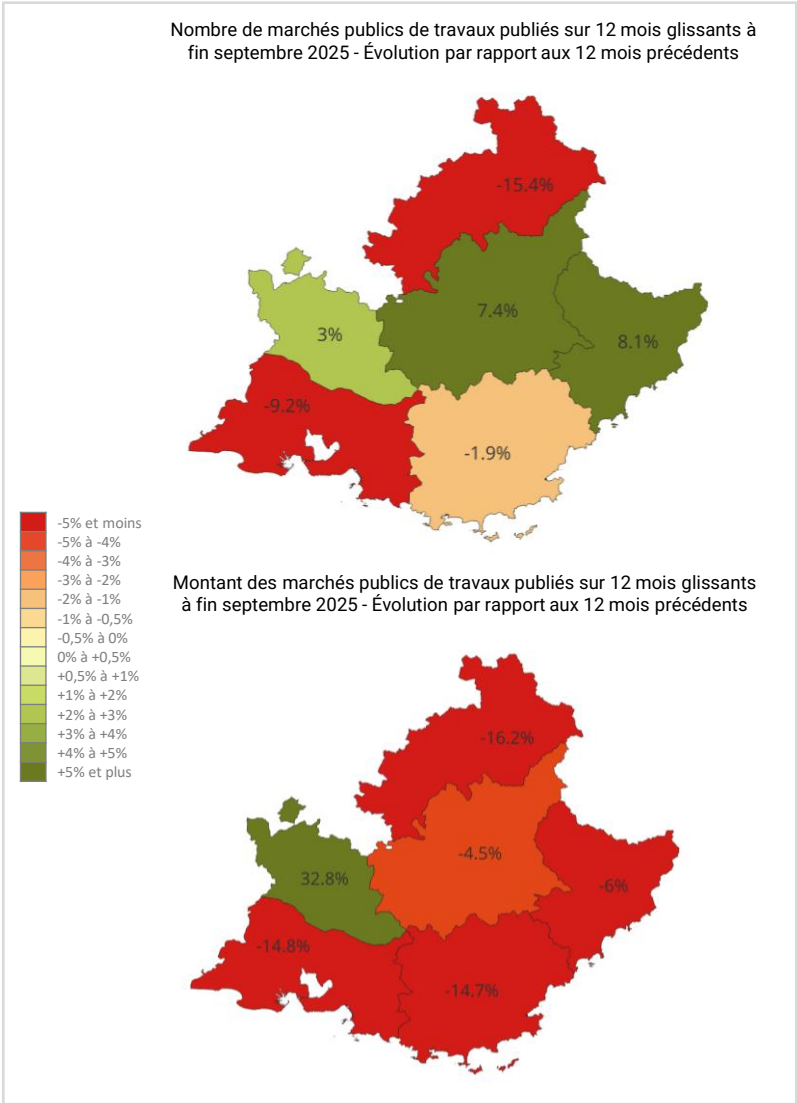 Nombre de marchés publics de travaux publiés sur 12 mois glissants à
fin septembre 2025 - Évolution par rapport aux 12 mois précédents
-15.4%
7.4%
3%
8.1%
-9.2%
-1.9%
-5% et moins
-5% à -4%
-4% à -3%
-3% à -2%
-2% à -1%
-1% à -0,5%
-0,5% à 0%
0% à +0,5%
+0,5% à +1%
+1% à +2%
+2% à +3%
+3% à +4%
+4% à +5%
+5% et plus
Montant des marchés publics de travaux publiés sur 12 mois glissants
à fin septembre 2025 - Évolution par rapport aux 12 mois précédents
-16.2%
-4.5%
32.8%
-6%
-14.8%
-14.7%